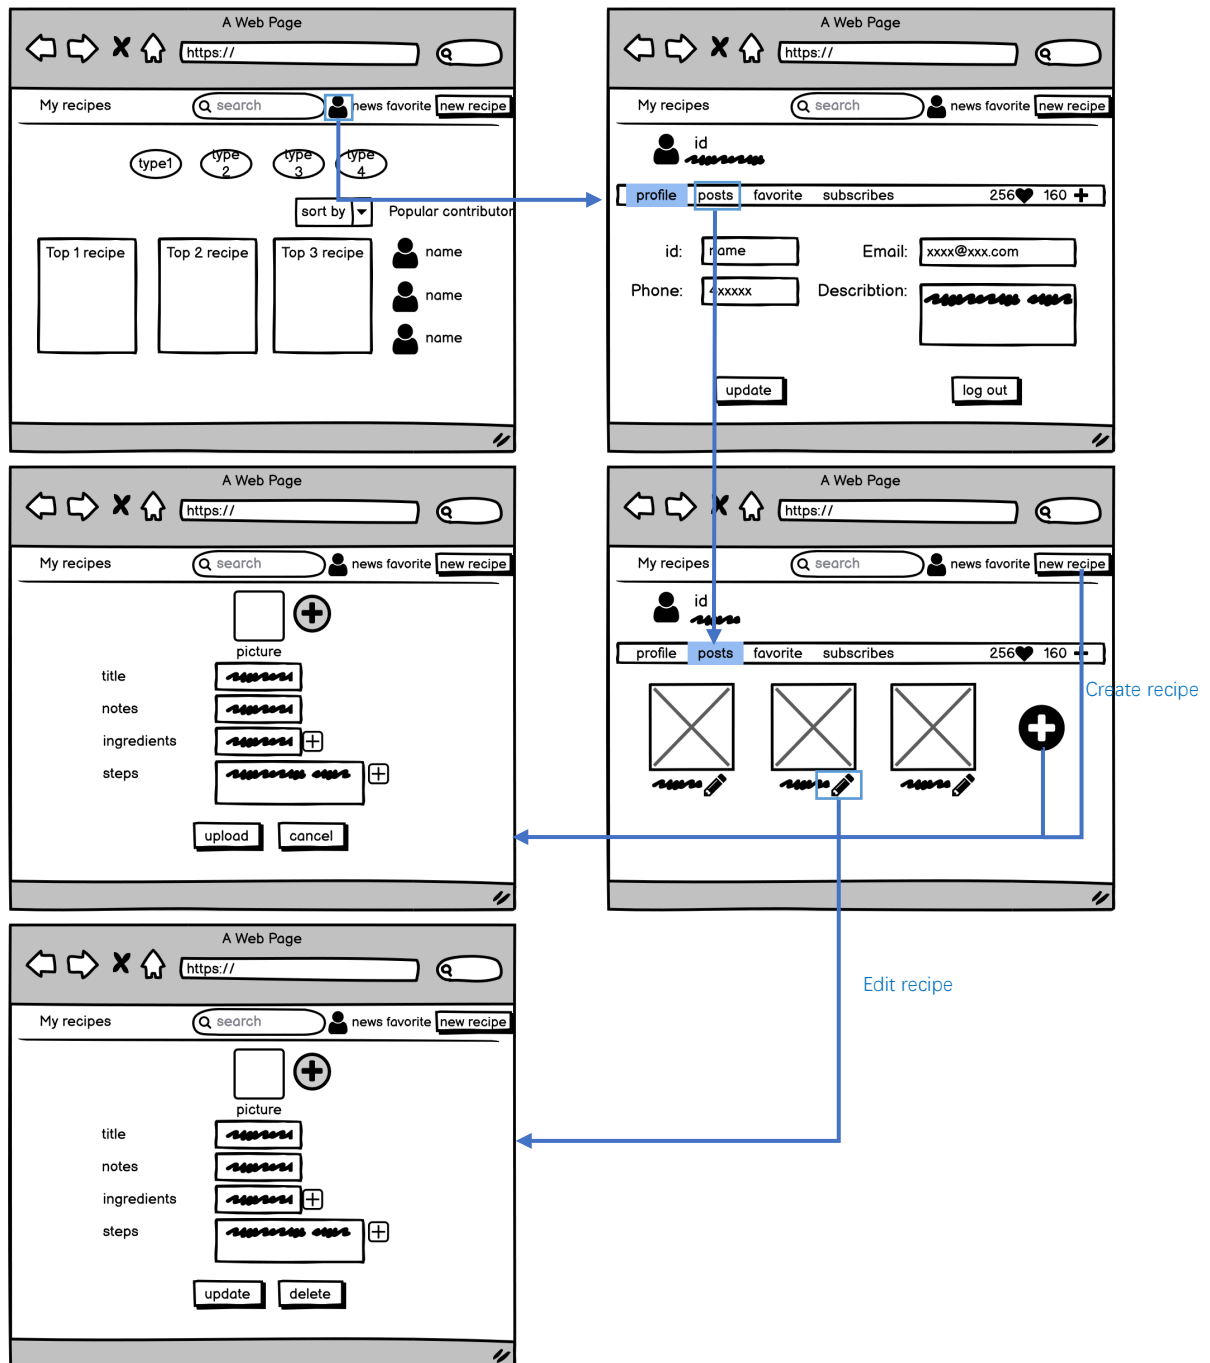 A Web Page
https://
My recipes
search
news favorite
new recipe
type1
type 2
type 3
type 4
sort by
Popular contributor
Top 1 recipe
Top 2 recipe
Top 3 recipe
name
name
name
A Web Page
https://
My recipes
search
news favorite
new recipe
id
profile
posts
favorite
subscribes
256
160
id:
name
Email:
xxxx@xxx.com
Phone:
4xxxxx
Describtion:
update
log out
A Web Page
https://
My recipes
search
news favorite
new recipe
picture
title
notes
ingredients
steps
upload
cancel
A Web Page
https://
My recipes
search
news favorite
new recipe
id
profile
posts
favorite
subscribes
256
160
Create recipe
Edit recipe
A Web Page
https://
My recipes
search
news favorite
new recipe
picture
title
notes
ingredients
steps
update
delete